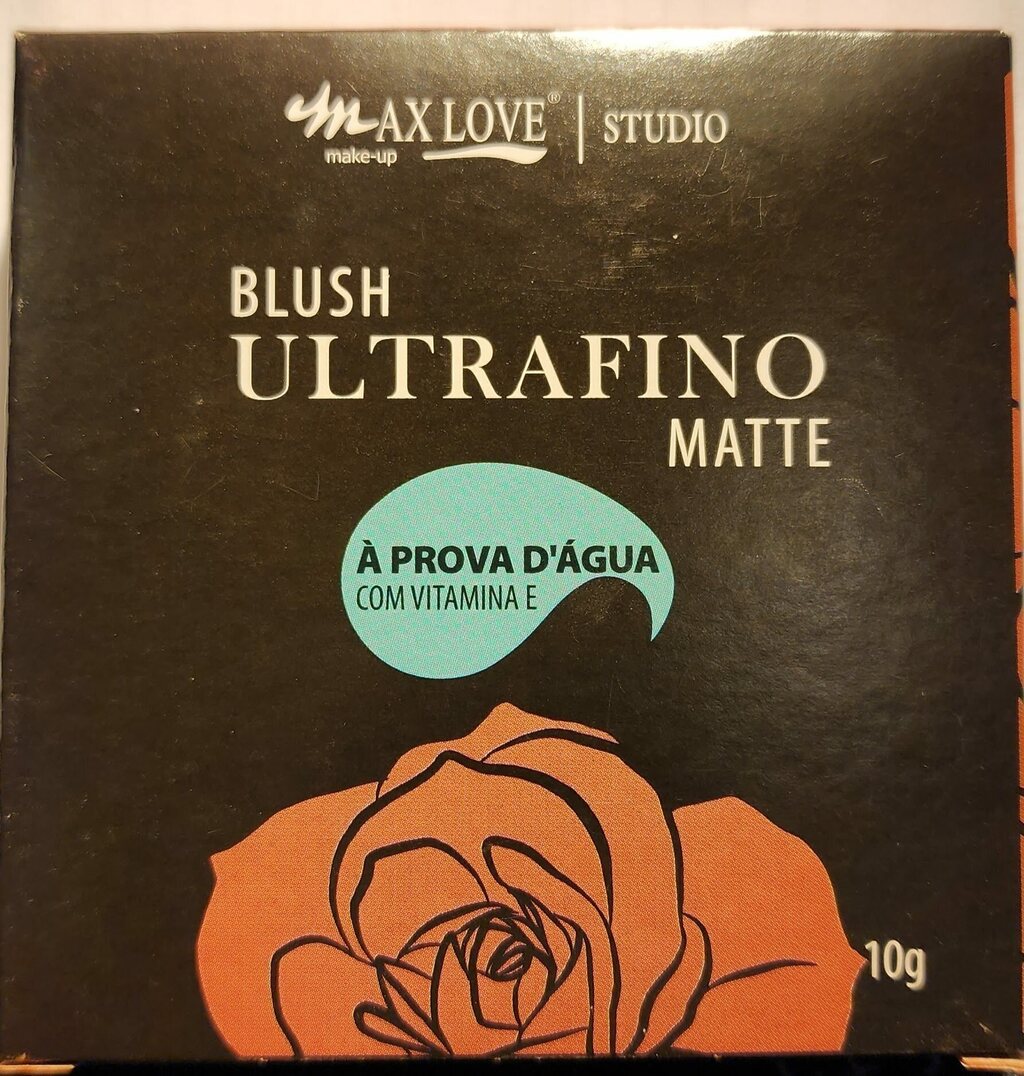 MAX LOVE® | STUDIO
make-up
BLUSH
ULTRAFINO
MATTE
À PROVA D'ÁGUA
COM VITAMINA E
10g